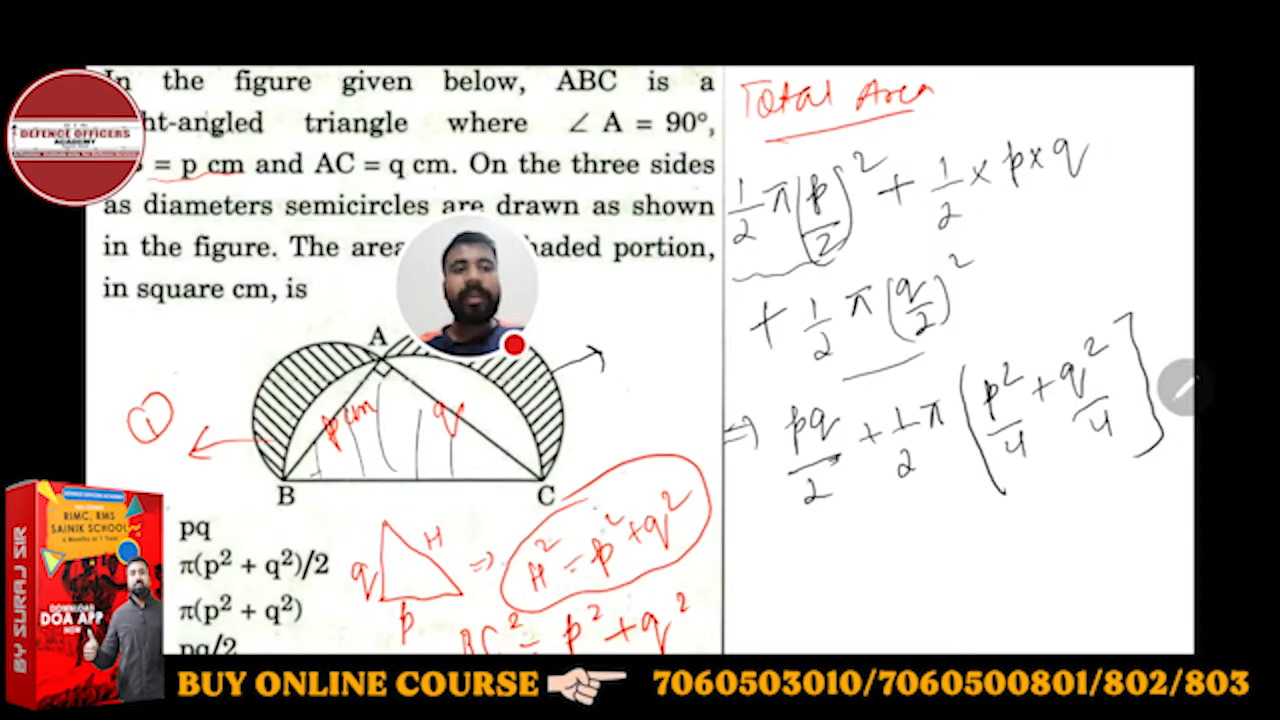 In the figure given below, ABC is a
ht-angled triangle where ∠ A = 90°,
= p cm and AC = q cm. On the three sides
as diameters semicircles are drawn as shown
in the figure. The area haded portion,
in square cm, is
DEFENCE OFFICERS
ACADEMY
A
p cm
q
B
C
1
pq
π(p² + q²)/2
π(p² + q²)
pq/2
q
H
p
=> H² = p² + q²
BC² = p² + q²
Total Area
1/2 π(p/2)² + 1/2 × p × q
+ 1/2 π(q/2)²
=> pq/2 + 1/2 π(p²/4 + q²/4]
BY SURAJ SIR
DEFENCE OFFICERS ACADEMY
RIMC, RMS
SAINIK SCHOOL
DOWNLOAD
DOA APP
NOW
BUY ONLINE COURSE
7060503010/7060500801/802/803